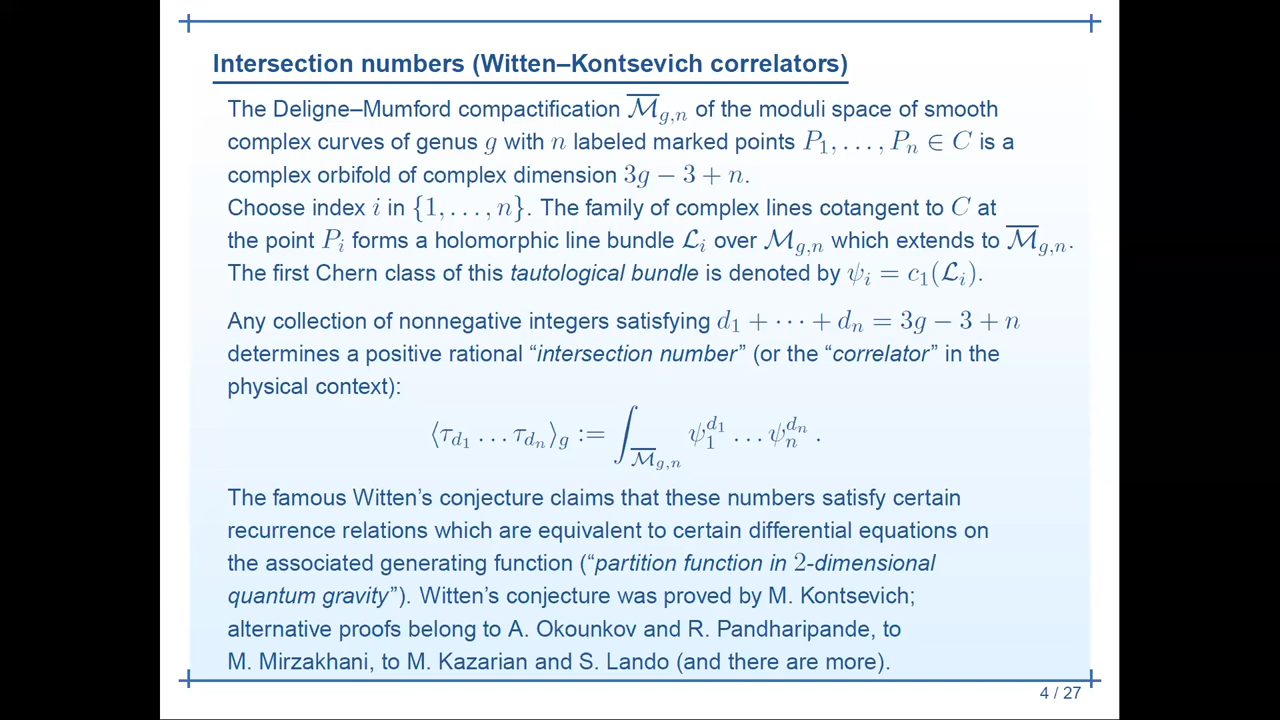 Intersection numbers (Witten–Kontsevich correlators)
The Deligne–Mumford compactification $\overline{\mathcal{M}}_{g,n}$ of the moduli space of smooth
complex curves of genus $g$ with $n$ labeled marked points $P_1, \ldots, P_n \in C$ is a
complex orbifold of complex dimension $3g - 3 + n$.
Choose index $i$ in $\{1, \ldots, n\}$. The family of complex lines cotangent to $C$ at
the point $P_i$ forms a holomorphic line bundle $\mathcal{L}_i$ over $\mathcal{M}_{g,n}$ which extends to $\overline{\mathcal{M}}_{g,n}$.
The first Chern class of this tautological bundle is denoted by $\psi_i = c_1(\mathcal{L}_i)$.
Any collection of nonnegative integers satisfying $d_1 + \cdots + d_n = 3g - 3 + n$
determines a positive rational “intersection number” (or the “correlator” in the
physical context):
$\langle \tau_{d_1} \ldots \tau_{d_n} \rangle_g := \int_{\overline{\mathcal{M}}_{g,n}} \psi_1^{d_1} \ldots \psi_n^{d_n}$ .
The famous Witten’s conjecture claims that these numbers satisfy certain
recurrence relations which are equivalent to certain differential equations on
the associated generating function (“partition function in 2-dimensional
quantum gravity”). Witten’s conjecture was proved by M. Kontsevich;
alternative proofs belong to A. Okounkov and R. Pandharipande, to
M. Mirzakhani, to M. Kazarian and S. Lando (and there are more).
4 / 27